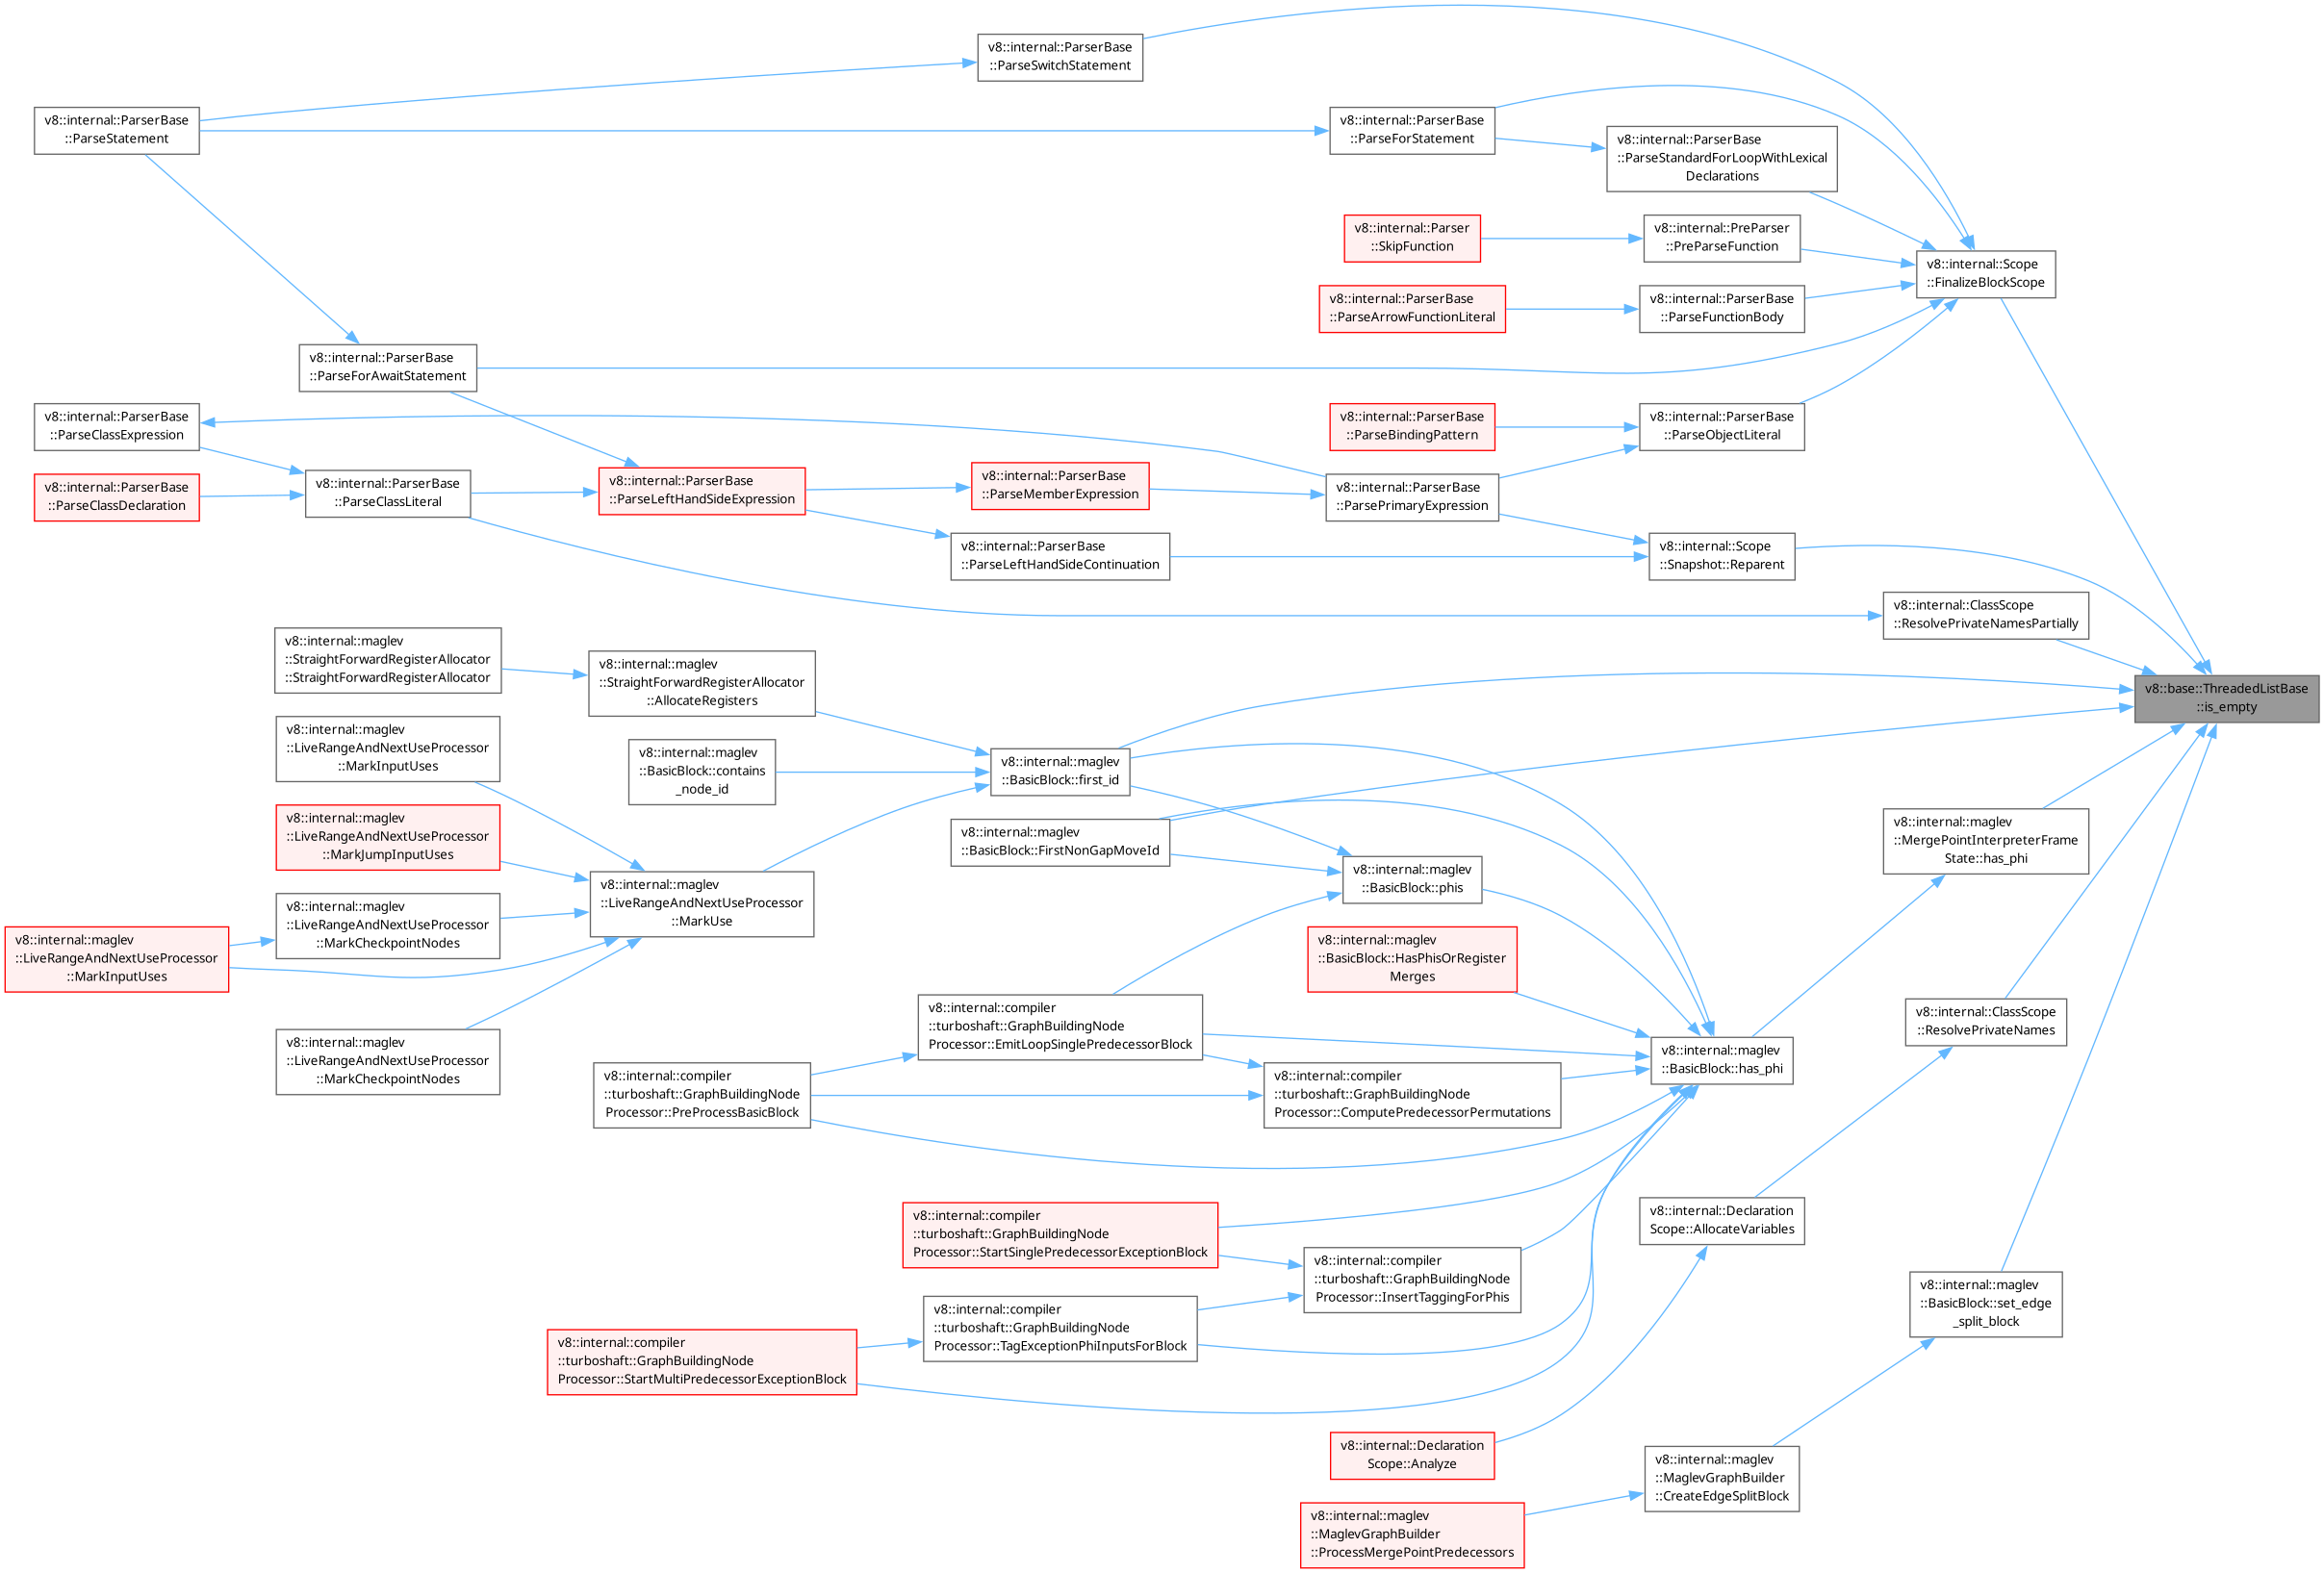 v8::internal::ParserBase
::ParseSwitchStatement
v8::internal::ParserBase
::ParseStatement
v8::internal::ParserBase
::ParseForStatement
v8::internal::ParserBase
::ParseStandardForLoopWithLexical
Declarations
v8::internal::Parser
::SkipFunction
v8::internal::PreParser
::PreParseFunction
v8::internal::Scope
::FinalizeBlockScope
v8::internal::ParserBase
::ParseArrowFunctionLiteral
v8::internal::ParserBase
::ParseFunctionBody
v8::internal::ParserBase
::ParseForAwaitStatement
v8::internal::ParserBase
::ParseClassExpression
v8::internal::ParserBase
::ParseBindingPattern
v8::internal::ParserBase
::ParseObjectLiteral
v8::internal::ParserBase
::ParseClassDeclaration
v8::internal::ParserBase
::ParseClassLiteral
v8::internal::ParserBase
::ParseLeftHandSideExpression
v8::internal::ParserBase
::ParseMemberExpression
v8::internal::ParserBase
::ParsePrimaryExpression
v8::internal::ParserBase
::ParseLeftHandSideContinuation
v8::internal::Scope
::Snapshot::Reparent
v8::internal::ClassScope
::ResolvePrivateNamesPartially
v8::internal::maglev
::StraightForwardRegisterAllocator
::StraightForwardRegisterAllocator
v8::internal::maglev
::StraightForwardRegisterAllocator
::AllocateRegisters
v8::base::ThreadedListBase
::is_empty
v8::internal::maglev
::LiveRangeAndNextUseProcessor
::MarkInputUses
v8::internal::maglev
::BasicBlock::contains
_node_id
v8::internal::maglev
::BasicBlock::first_id
v8::internal::maglev
::LiveRangeAndNextUseProcessor
::MarkJumpInputUses
v8::internal::maglev
::BasicBlock::FirstNonGapMoveId
v8::internal::maglev
::MergePointInterpreterFrame
State::has_phi
v8::internal::maglev
::BasicBlock::phis
v8::internal::maglev
::LiveRangeAndNextUseProcessor
::MarkUse
v8::internal::maglev
::LiveRangeAndNextUseProcessor
::MarkCheckpointNodes
v8::internal::maglev
::LiveRangeAndNextUseProcessor
::MarkInputUses
v8::internal::maglev
::BasicBlock::HasPhisOrRegister
Merges
v8::internal::compiler
::turboshaft::GraphBuildingNode
Processor::EmitLoopSinglePredecessorBlock
v8::internal::ClassScope
::ResolvePrivateNames
v8::internal::maglev
::LiveRangeAndNextUseProcessor
::MarkCheckpointNodes
v8::internal::maglev
::BasicBlock::has_phi
v8::internal::compiler
::turboshaft::GraphBuildingNode
Processor::PreProcessBasicBlock
v8::internal::compiler
::turboshaft::GraphBuildingNode
Processor::ComputePredecessorPermutations
v8::internal::compiler
::turboshaft::GraphBuildingNode
Processor::StartSinglePredecessorExceptionBlock
v8::internal::Declaration
Scope::AllocateVariables
v8::internal::compiler
::turboshaft::GraphBuildingNode
Processor::InsertTaggingForPhis
v8::internal::maglev
::BasicBlock::set_edge
_split_block
v8::internal::compiler
::turboshaft::GraphBuildingNode
Processor::TagExceptionPhiInputsForBlock
v8::internal::compiler
::turboshaft::GraphBuildingNode
Processor::StartMultiPredecessorExceptionBlock
v8::internal::Declaration
Scope::Analyze
v8::internal::maglev
::MaglevGraphBuilder
::CreateEdgeSplitBlock
v8::internal::maglev
::MaglevGraphBuilder
::ProcessMergePointPredecessors